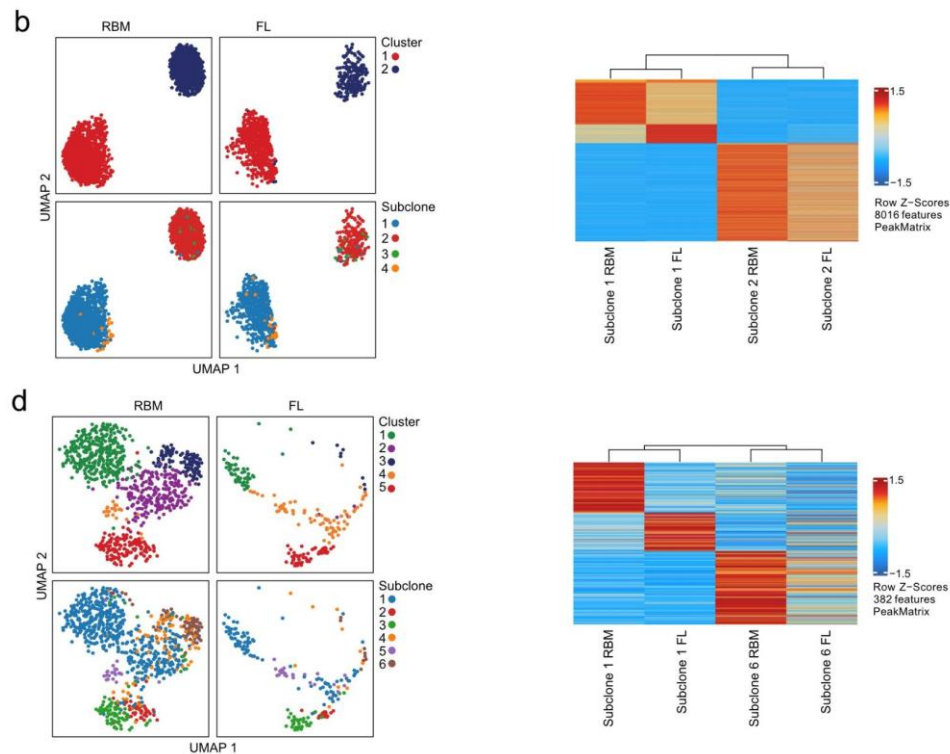 b
RBM
FL
Cluster
1
2
Subclone
1
2
3
4
UMAP 2
UMAP 1
1.5
−1.5
Row Z−Scores
8016 features
PeakMatrix
Subclone 1 RBM
Subclone 1 FL
Subclone 2 RBM
Subclone 2 FL
d
RBM
FL
Cluster
1
2
3
4
5
Subclone
1
2
3
4
5
6
UMAP 2
UMAP 1
1.5
−1.5
Row Z−Scores
382 features
PeakMatrix
Subclone 1 RBM
Subclone 1 FL
Subclone 6 RBM
Subclone 6 FL